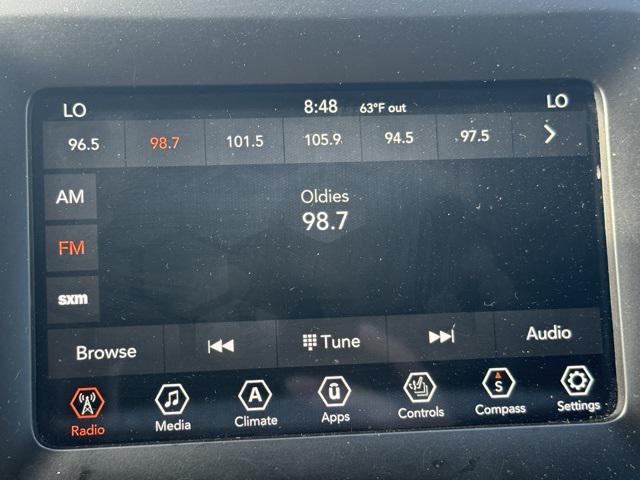 LO 8:48 63°F out LO
96.5 98.7 101.5 105.9 94.5 97.5
AM
Oldies
98.7
FM
sxm
Browse Tune Audio
A ū S
Radio Media Climate Apps Controls Compass Settings